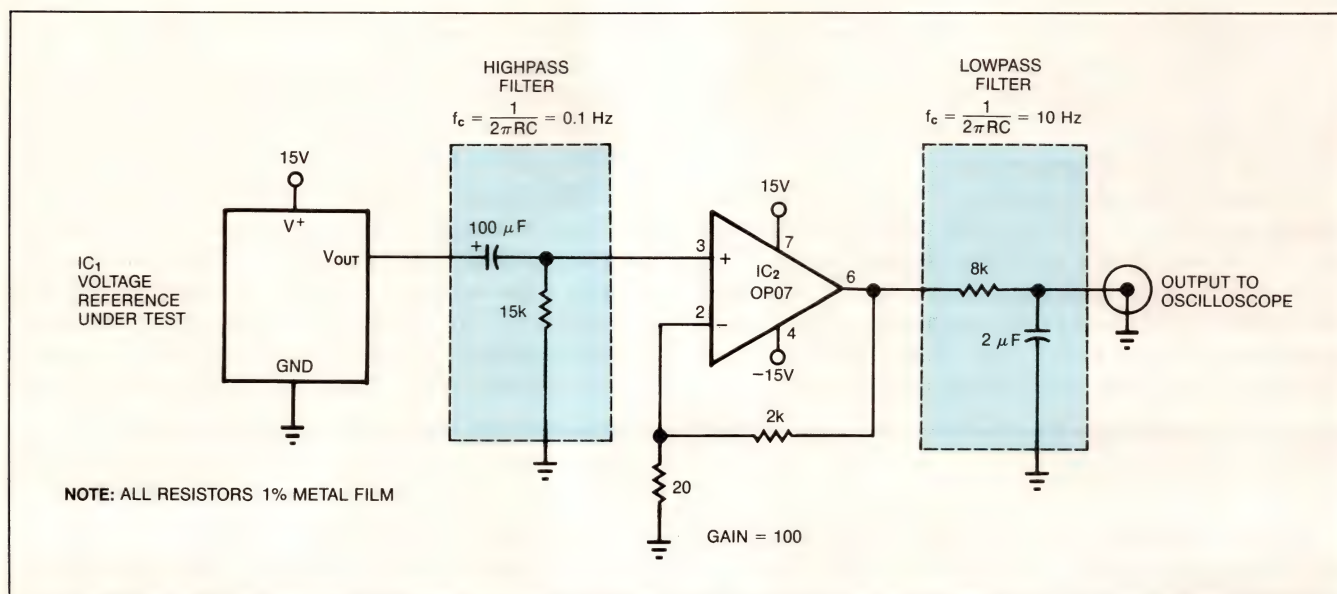 HIGHPASS
FILTER
f_c = 1/2πRC = 0.1 Hz
LOWPASS
FILTER
f_c = 1/2πRC = 10 Hz
15V
V+
VOUT
GND
IC1
VOLTAGE
REFERENCE
UNDER TEST
100 μF
+
15k
15V
7
3
+
IC2
OP07
6
2
−
4
−15V
2k
20
GAIN = 100
8k
2 μF
OUTPUT TO
OSCILLOSCOPE
NOTE: ALL RESISTORS 1% METAL FILM